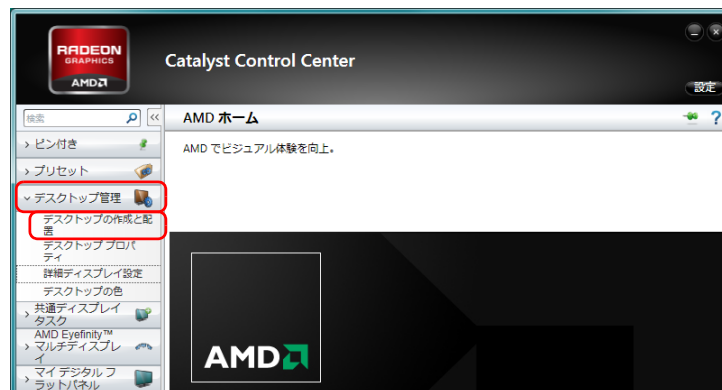 RADEON
GRAPHICS
AMD
Catalyst Control Center
設定
検索
AMD ホーム
?
ピン付き
AMD でビジュアル体験を向上。
プリセット
デスクトップ管理
デスクトップの作成と配
置
デスクトップ プロパ
ティ
詳細ディスプレイ設定
デスクトップの色
共通ディスプレイ
タスク
AMD Eyefinity™
マルチディスプレ
イ
マイ デジタル フ
ラットパネル
AMD